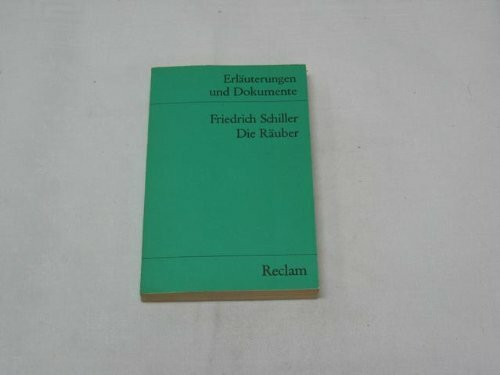 Erläuterungen
und Dokumente
Friedrich Schiller
Die Räuber
Reclam